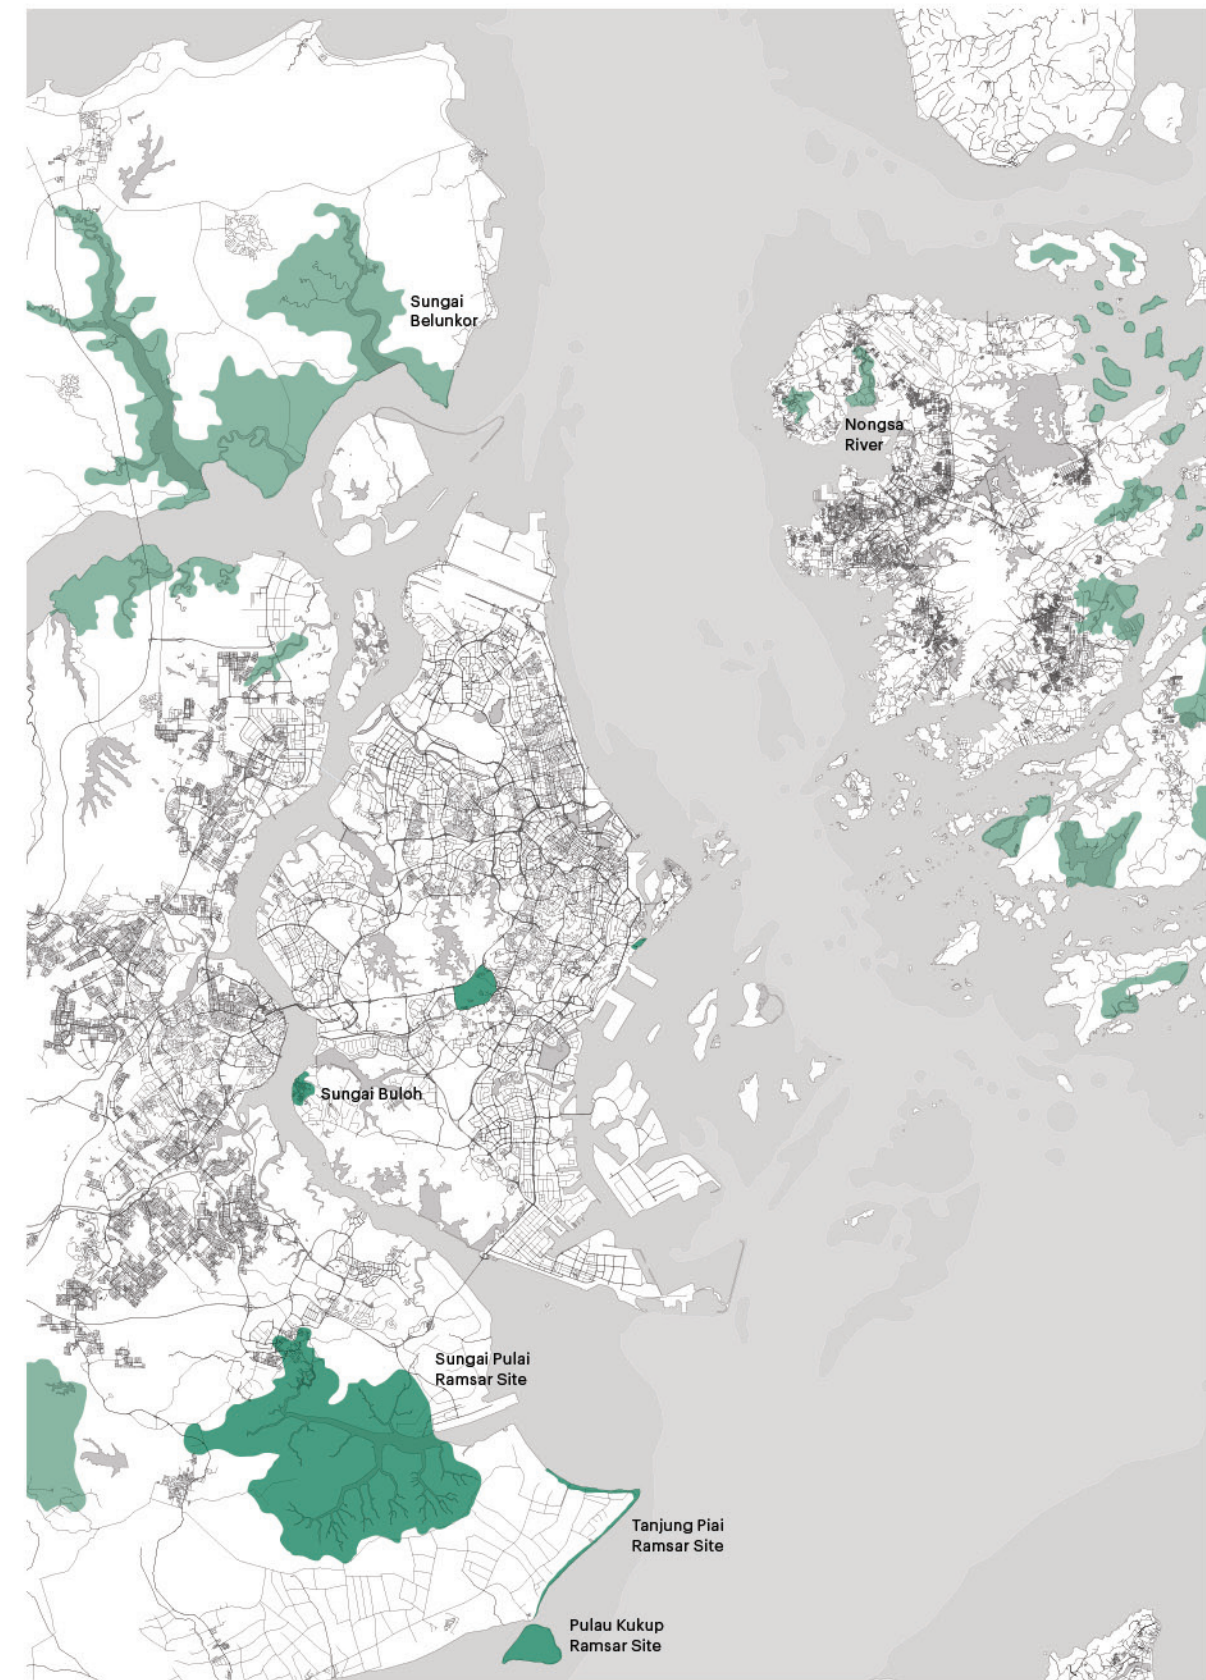 Sungai
Belunkor
Nongsa
River
Sungai Buloh
Sungai Pulai
Ramsar Site
Tanjung Piai
Ramsar Site
Pulau Kukup
Ramsar Site